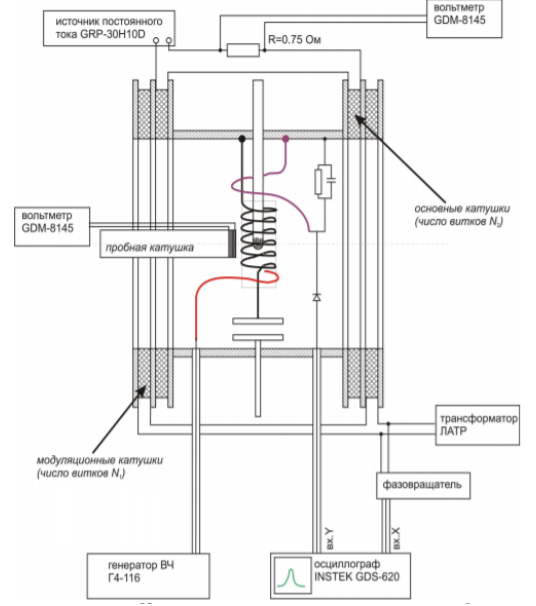 источник постоянного
тока GRP-30H10D
вольтметр
GDM-8145
R=0.75 Ом
основные катушки
(число витков N₂)
вольтметр
GDM-8145
пробная катушка
модуляционные катушки
(число витков N₁)
трансформатор
ЛАТР
фазовращатель
вх.Y
вх.X
генератор ВЧ
Г4-116
осциллограф
INSTEK GDS-620